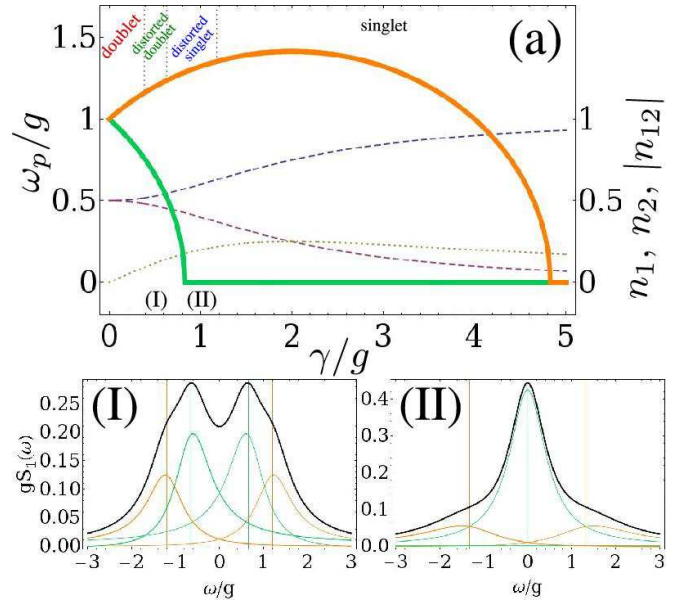 1.5
1
0.5
0
ω_p/g
doublet
distorted
doublet
distorted
singlet
singlet
(a)
1
0.5
0
n_1, n_2, |n_12|
(I)
(II)
0 1 2 3 4 5
γ/g
(I)
0.25
0.20
0.15
0.10
0.05
0.00
gS_1(ω)
−3 −2 −1 0 1 2 3
ω/g
(II)
0.4
0.3
0.2
0.1
0.0
−3 −2 −1 0 1 2 3
ω/g